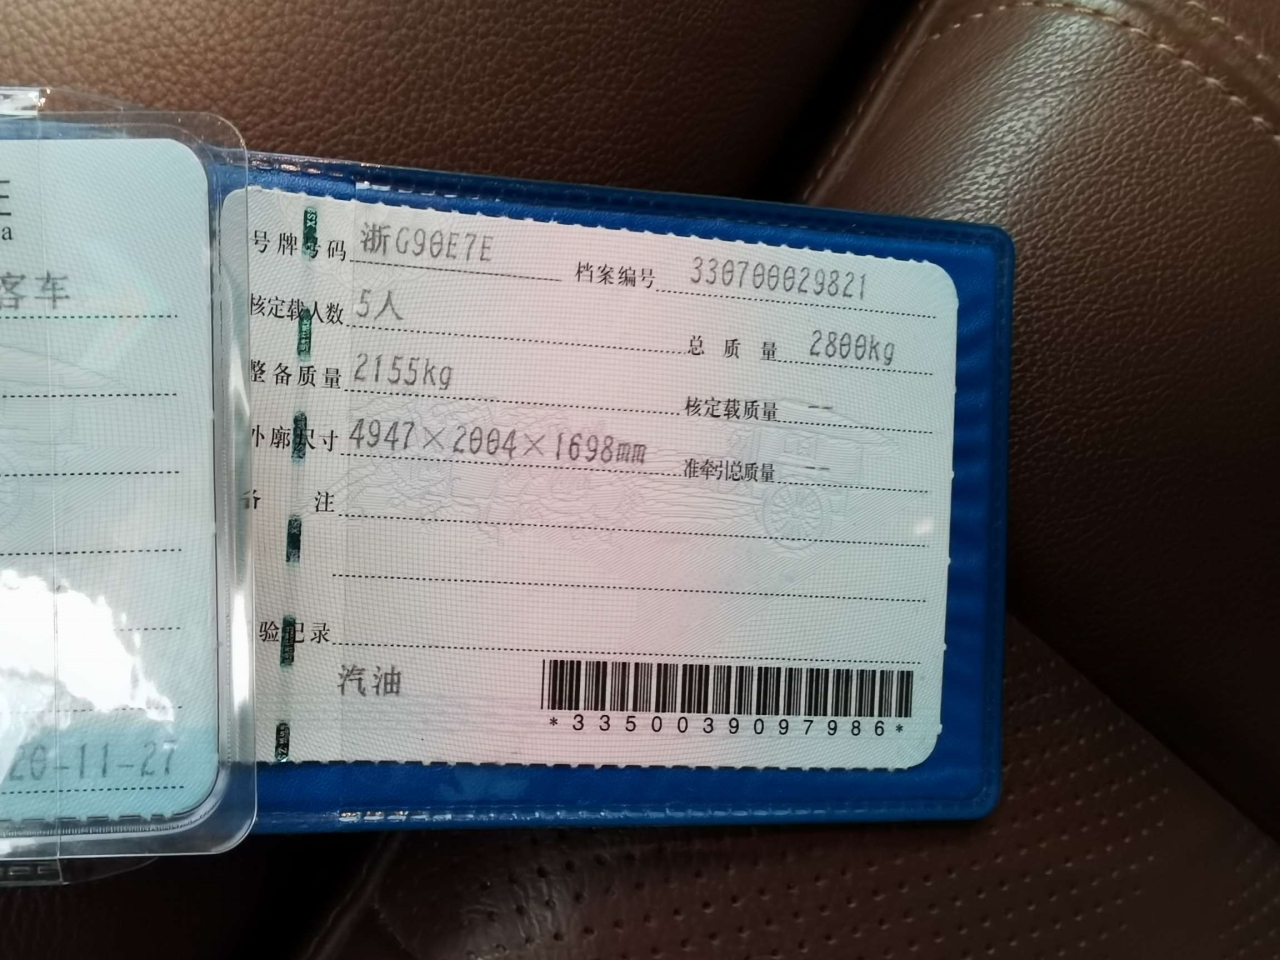 a
客车
20-11-27
号牌号码 浙G90E7E 档案编号 330700029821
核定载人数 5人 总质量 2800kg
整备质量 2155kg 核定载质量 --
外廓尺寸 4947×2004×1698mm 准牵引总质量 --
备注
验记录
汽油
*3350039097986*